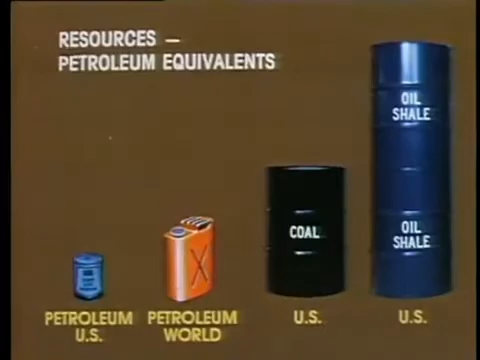 RESOURCES —
PETROLEUM EQUIVALENTS
OIL
SHALE
COAL
OIL
SHALE
PETROLEUM
U.S.
PETROLEUM
WORLD
U.S.
U.S.